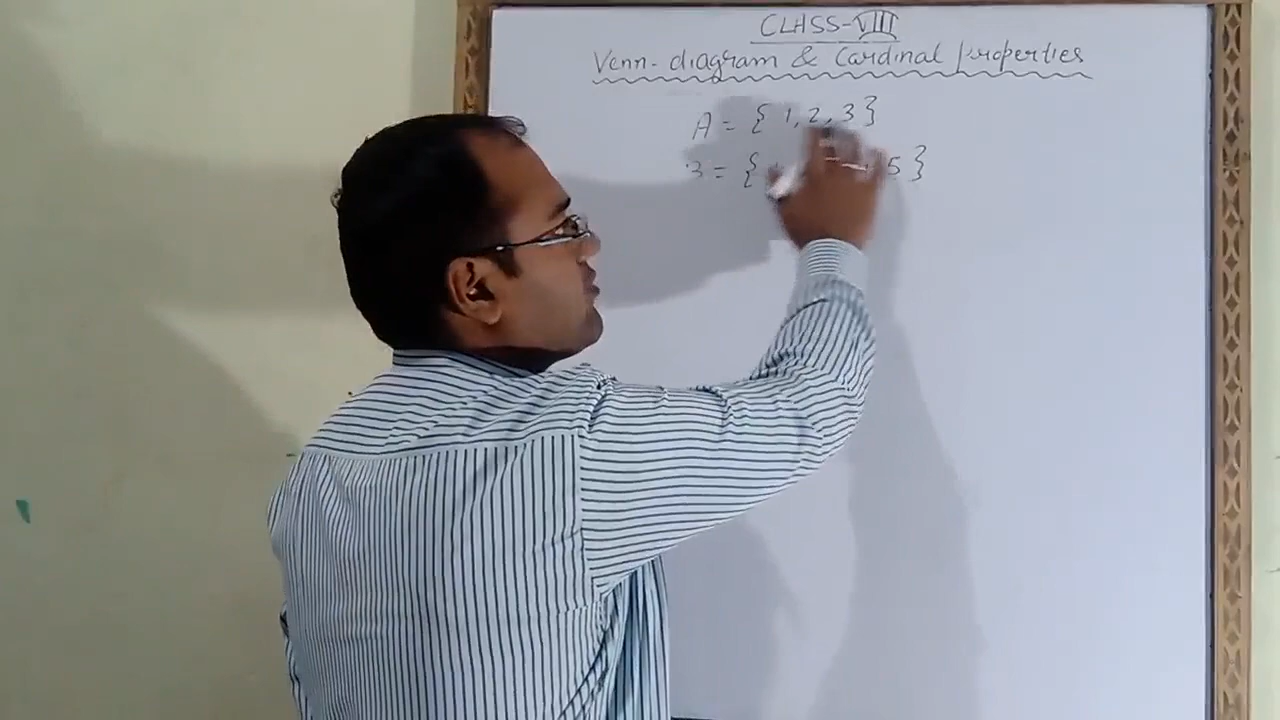 CLASS-VIII
Venn-diagram & Cardinal properties
A = { 1, 2, 3 }
= { 5 }